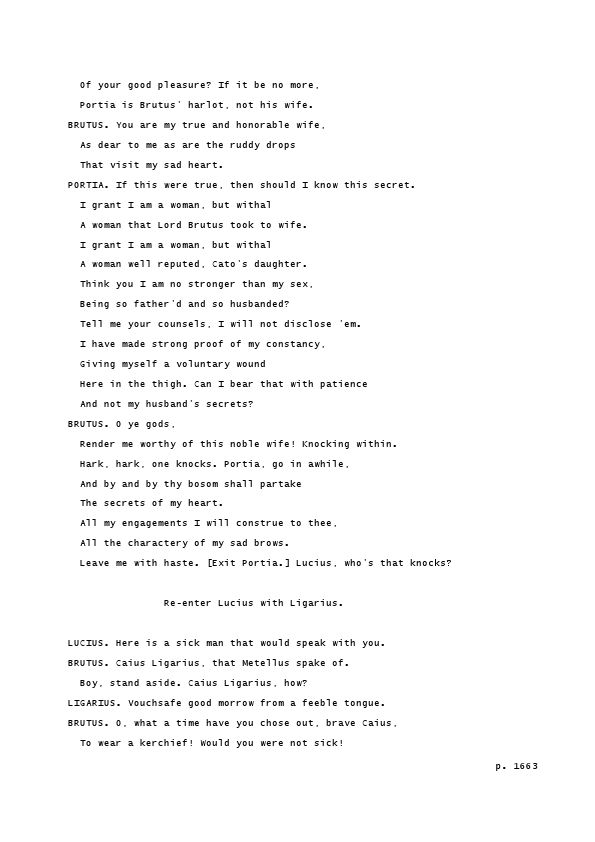 Of your good pleasure? If it be no more,
Portia is Brutus' harlot, not his wife.
BRUTUS. You are my true and honorable wife,
As dear to me as are the ruddy drops
That visit my sad heart.
PORTIA. If this were true, then should I know this secret.
I grant I am a woman, but withal
A woman that Lord Brutus took to wife.
I grant I am a woman, but withal
A woman well reputed, Cato's daughter.
Think you I am no stronger than my sex,
Being so father'd and so husbanded?
Tell me your counsels, I will not disclose 'em.
I have made strong proof of my constancy,
Giving myself a voluntary wound
Here in the thigh. Can I bear that with patience
And not my husband's secrets?
BRUTUS. O ye gods,
Render me worthy of this noble wife! Knocking within.
Hark, hark, one knocks. Portia, go in awhile,
And by and by thy bosom shall partake
The secrets of my heart.
All my engagements I will construe to thee,
All the charactery of my sad brows.
Leave me with haste. [Exit Portia.] Lucius, who's that knocks?
Re-enter Lucius with Ligarius.
LUCIUS. Here is a sick man that would speak with you.
BRUTUS. Caius Ligarius, that Metellus spake of.
Boy, stand aside. Caius Ligarius, how?
LIGARIUS. Vouchsafe good morrow from a feeble tongue.
BRUTUS. O, what a time have you chose out, brave Caius,
To wear a kerchief! Would you were not sick!
p. 1663